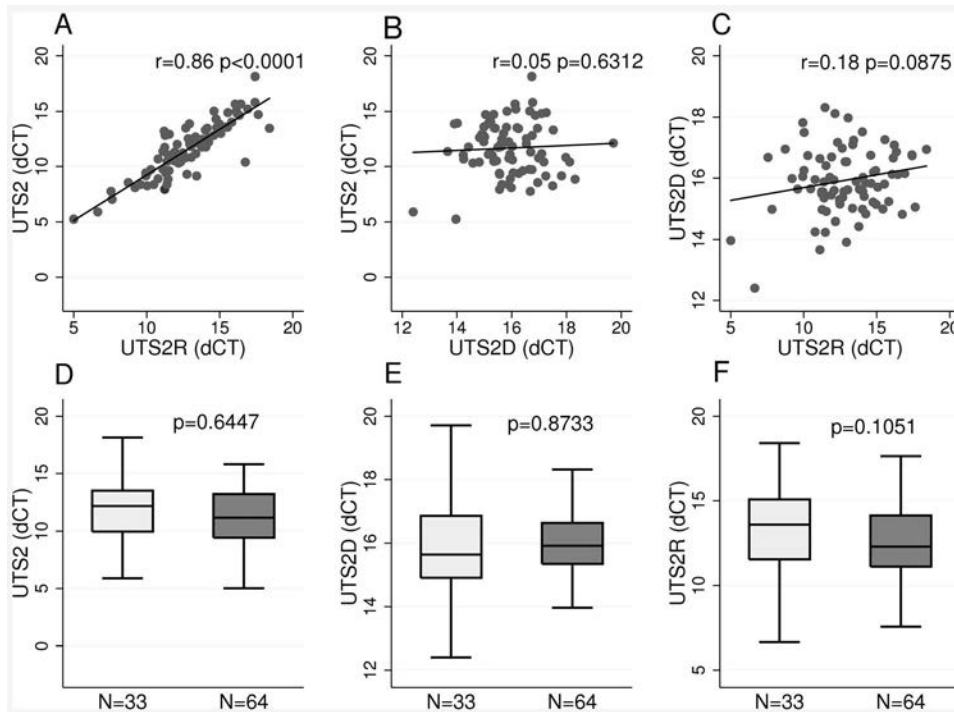 A
r=0.86 p<0.0001
UTS2 (dCT)
20
15
10
5
0
5 10 15 20
UTS2R (dCT)
B
r=0.05 p=0.6312
UTS2 (dCT)
20
15
10
5
0
12 14 16 18 20
UTS2D (dCT)
C
r=0.18 p=0.0875
UTS2D (dCT)
20
18
16
14
12
5 10 15 20
UTS2R (dCT)
D
p=0.6447
UTS2 (dCT)
20
15
10
5
0
N=33 N=64
E
p=0.8733
UTS2D (dCT)
20
18
16
14
12
N=33 N=64
F
p=0.1051
UTS2R (dCT)
20
15
10
5
N=33 N=64